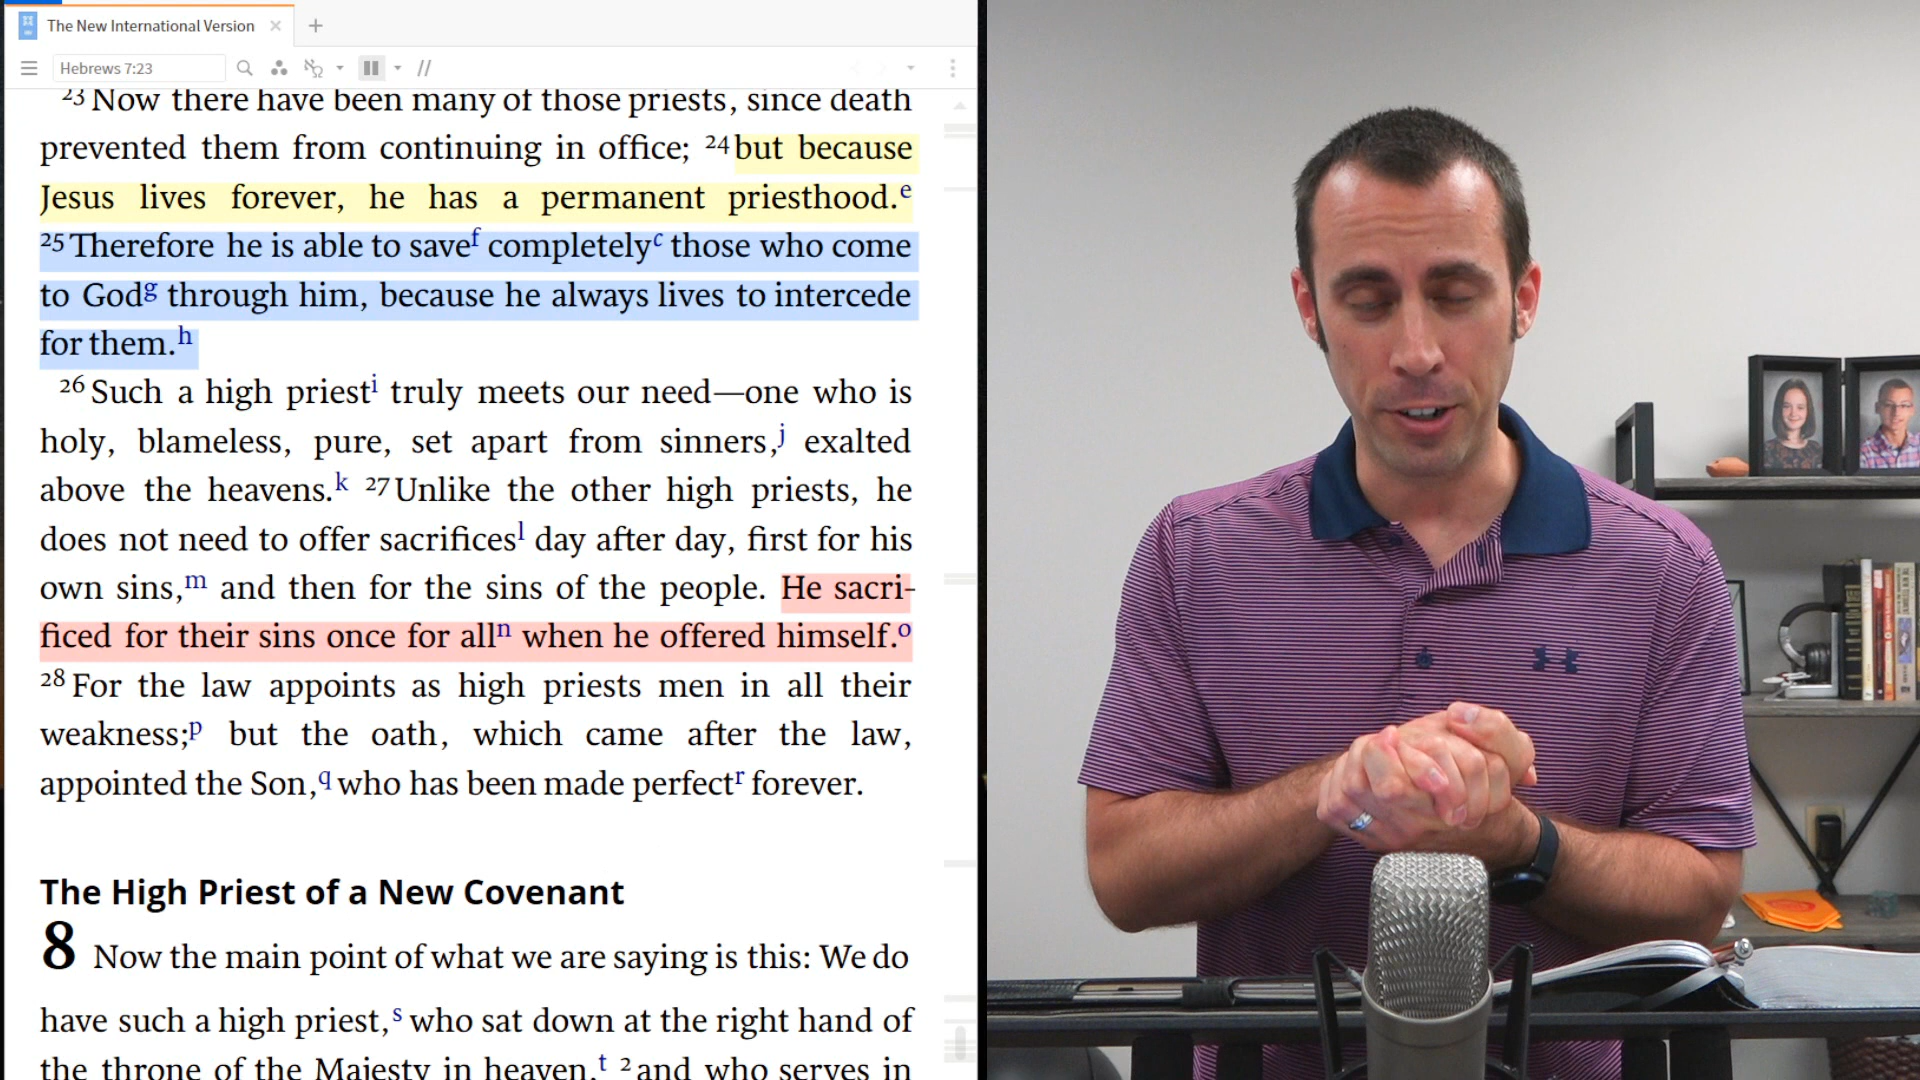 The New International Version
Hebrews 7:23
23 Now there have been many of those priests, since death
prevented them from continuing in office; 24 but because
Jesus lives forever, he has a permanent priesthood.e
25 Therefore he is able to savef completelyc those who come
to Godg through him, because he always lives to intercede
for them.h
26 Such a high priesti truly meets our need—one who is
holy, blameless, pure, set apart from sinners,j exalted
above the heavens.k 27 Unlike the other high priests, he
does not need to offer sacrificesl day after day, first for his
own sins,m and then for the sins of the people. He sacri-
ficed for their sins once for alln when he offered himself.o
28 For the law appoints as high priests men in all their
weakness;p but the oath, which came after the law,
appointed the Son,q who has been made perfectr forever.
The High Priest of a New Covenant
8 Now the main point of what we are saying is this: We do
have such a high priest,s who sat down at the right hand of
the throne of the Majesty in heaven,t 2 and who serves in